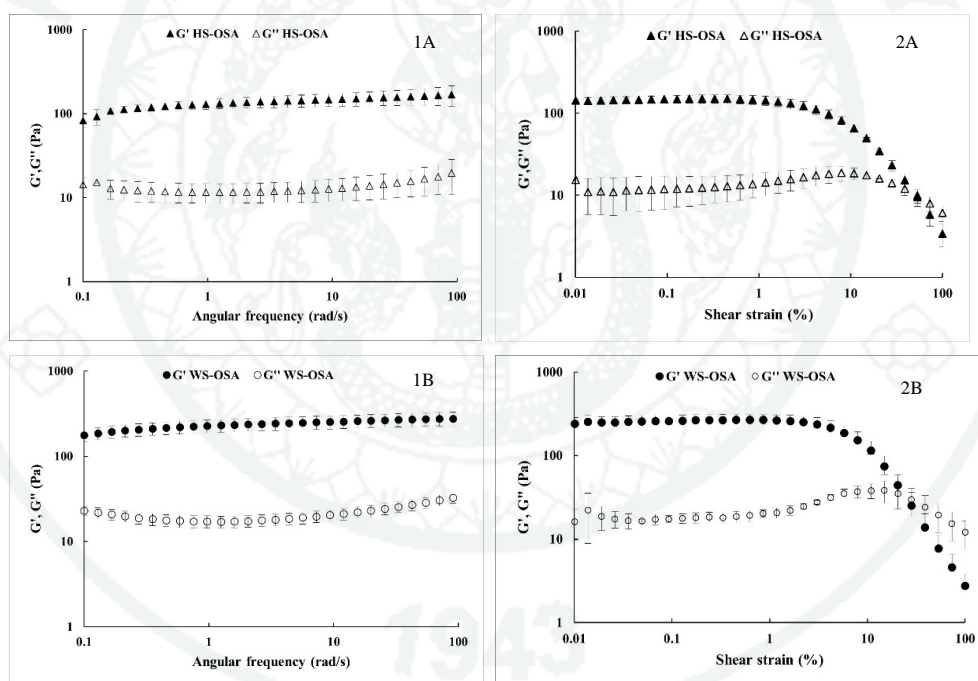 ▲G' HS-OSA △G'' HS-OSA
1A
1000
100
10
1
G',G'' (Pa)
0.1 1 10 100
Angular frequency (rad/s)
▲G' HS-OSA △ G'' HS-OSA
2A
1000
100
10
1
G',G'' (Pa)
0.01 0.1 1 10 100
Shear strain (%)
●G' WS-OSA ○G'' WS-OSA
1B
1000
100
10
1
G', G'' (Pa)
0.1 1 10 100
Angular frequency (rad/s)
● G' WS-OSA ○ G'' WS-OSA
2B
1000
100
10
1
G', G'' (Pa)
0.01 0.1 1 10 100
Shear strain (%)
1943